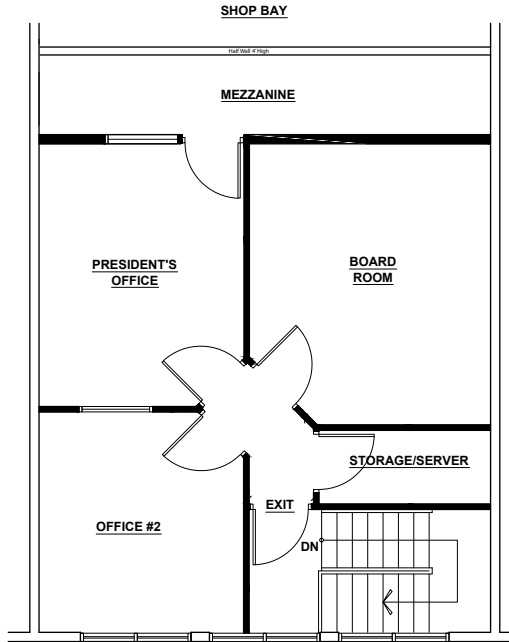 SHOP BAY
Half Wall 4' High
MEZZANINE
PRESIDENT'S
OFFICE
BOARD
ROOM
STORAGE/SERVER
EXIT
OFFICE #2
DN